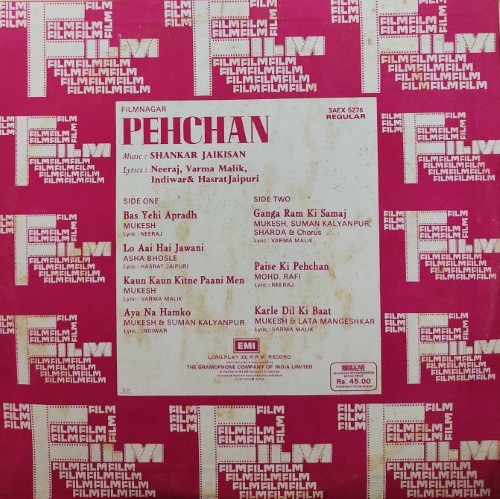 FILMNAGAR
3AEX 5276
REGULAR
PEHCHAN
Music : SHANKAR JAIKISAN
Lyrics : Neeraj, Varma Malik,
Indiwar & Hasrat Jaipuri
SIDE ONE
Bas Yehi Apradh
MUKESH
Lyric : NEERAJ
Lo Aai Hai Jawani
ASHA BHOSLE
Lyric : HASRAT JAIPURI
Kaun Kaun Kitne Paani Men
MUKESH
Lyric : VARMA MALIK
Aya Na Hamko
MUKESH & SUMAN KALYANPUR
Lyric : INDIWAR
SIDE TWO
Ganga Ram Ki Samaj
MUKESH, SUMAN KALYANPUR,
SHARDA & Chorus
Lyric : VARMA MALIK
Paise Ki Pehchan
MOHD. RAFI
Lyric : NEERAJ
Karle Dil Ki Baat
MUKESH & LATA MANGESHKAR
Lyric : VARMA MALIK
EMI
LONG PLAY 33⅓ R.P.M. RECORD
THE GRAMOPHONE COMPANY OF INDIA LIMITED
Rs. 45.00
FILM